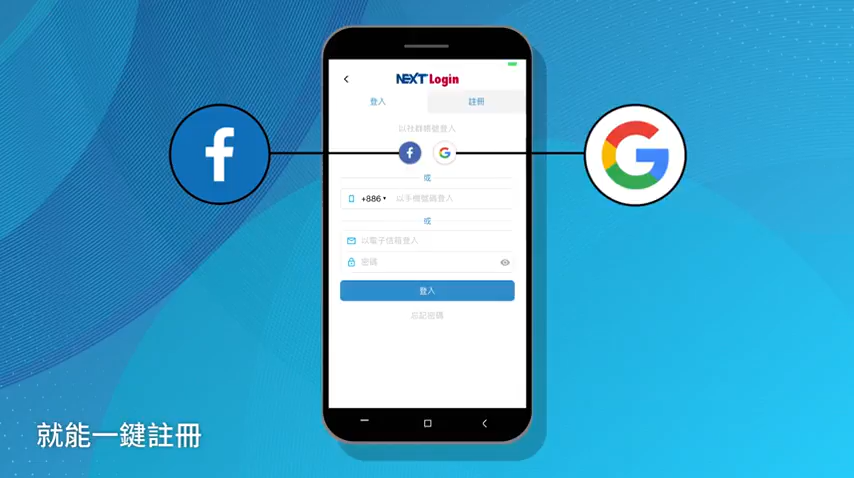 NEXT Login
登入
註冊
以社群帳號登入
或
+886
以手機號碼登入
或
以電子信箱登入
密碼
登入
忘記密碼
就能一鍵註冊